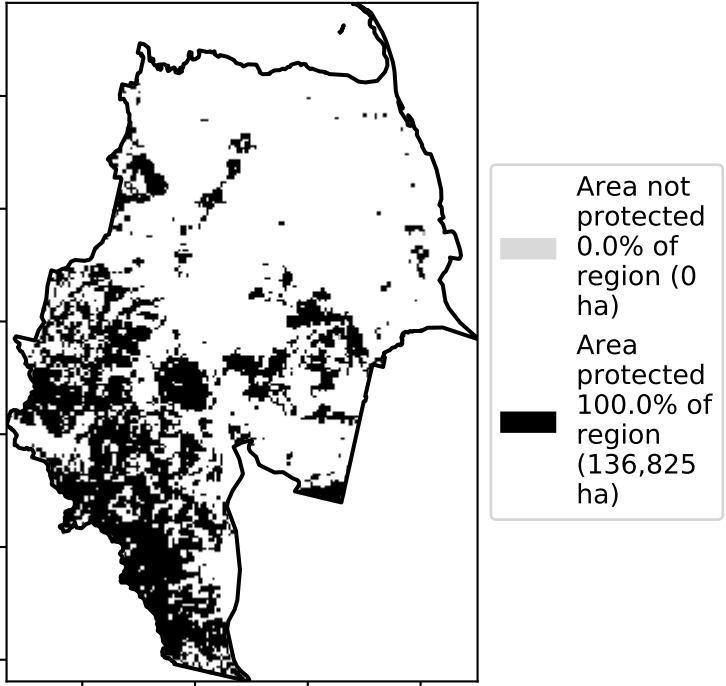 Area not
protected
0.0% of
region (0
ha)
Area
protected
100.0% of
region
(136,825
ha)